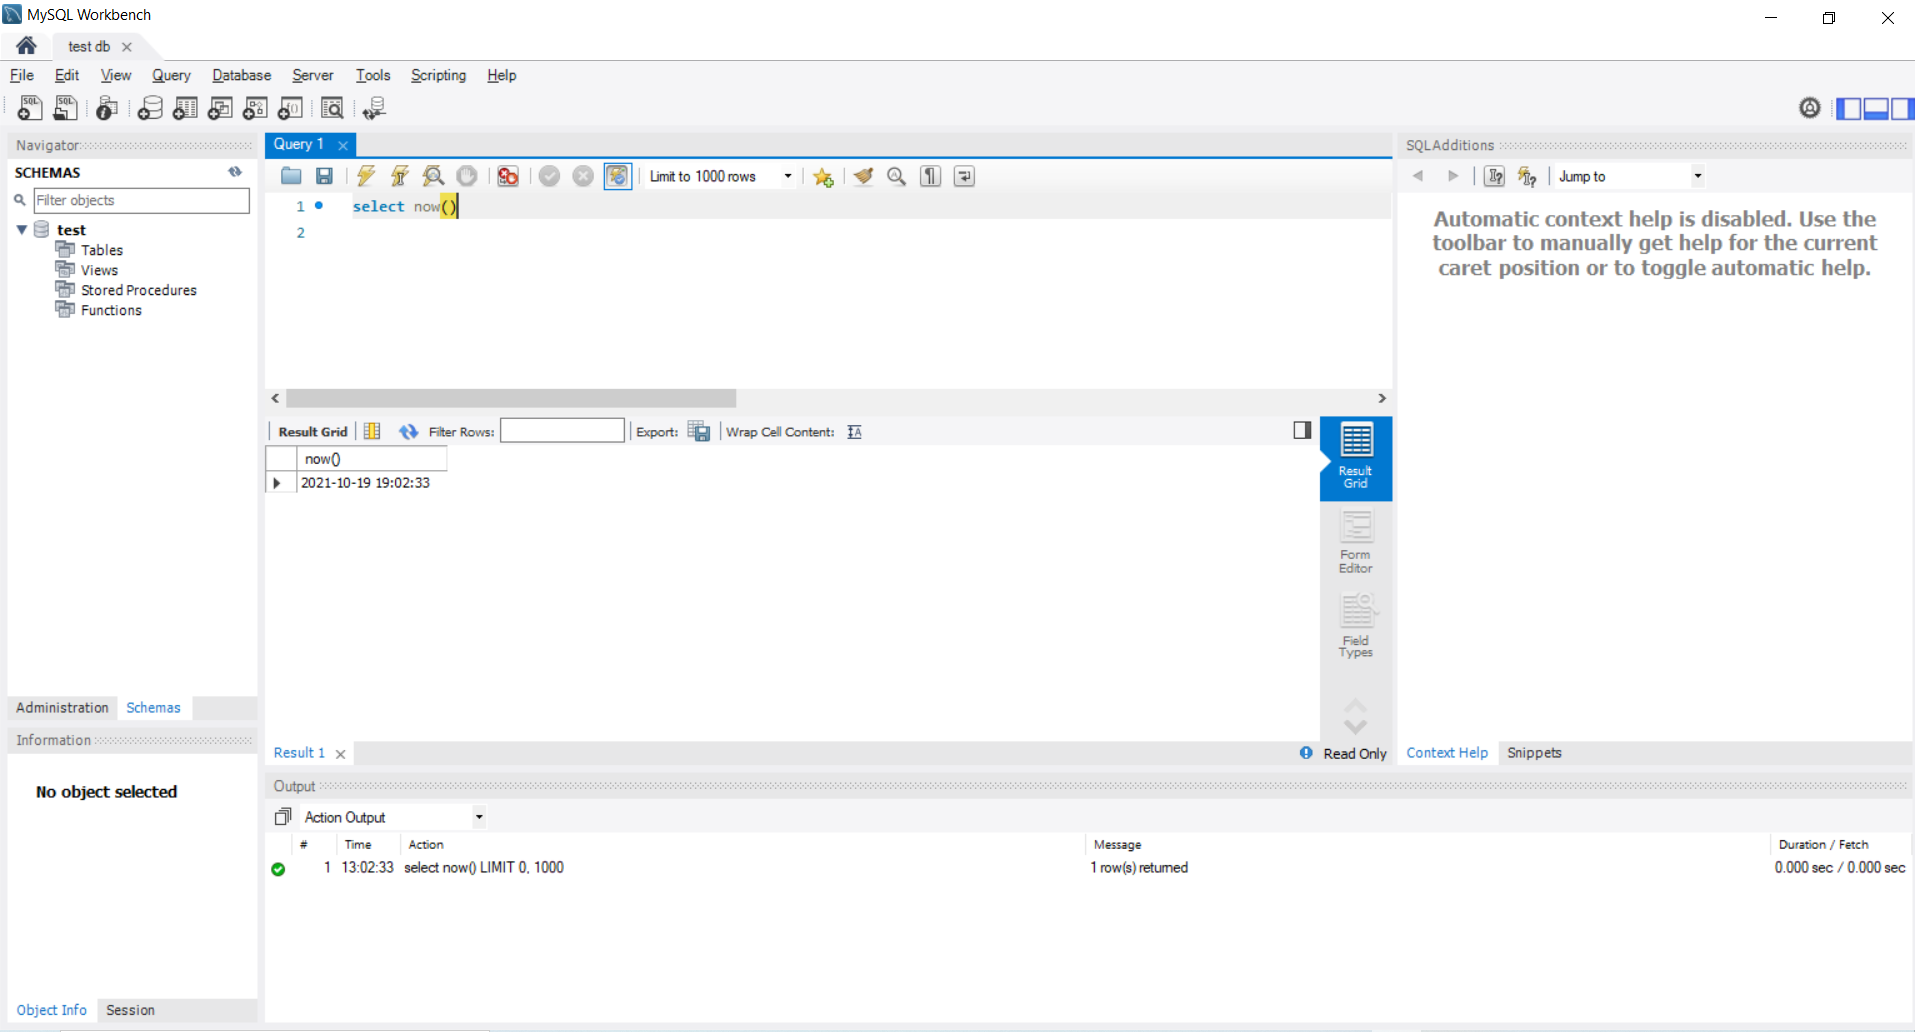 MySQL Workbench
test db
File Edit View Query Database Server Tools Scripting Help
Navigator
SCHEMAS
Filter objects
test
Tables
Views
Stored Procedures
Functions
Administration Schemas
Information
No object selected
Object Info Session
Query 1
Limit to 1000 rows
1 select now()
2
Result Grid Filter Rows: Export: Wrap Cell Content:
now()
2021-10-19 19:02:33
Result
Grid
Form
Editor
Field
Types
Result 1 Read Only
SQLAdditions
Jump to
Automatic context help is disabled. Use the
toolbar to manually get help for the current
caret position or to toggle automatic help.
Context Help Snippets
Output
Action Output
# Time Action Message Duration / Fetch
1 13:02:33 select now() LIMIT 0, 1000 1 row(s) returned 0.000 sec / 0.000 sec